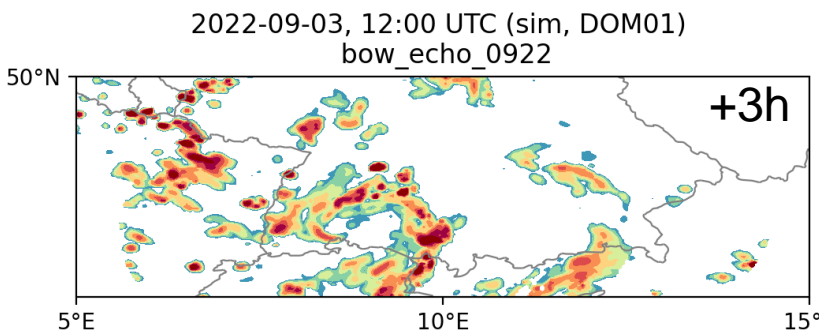 2022-09-03, 12:00 UTC (sim, DOM01)
bow_echo_0922
50°N
+3h
5°E
10°E
15°